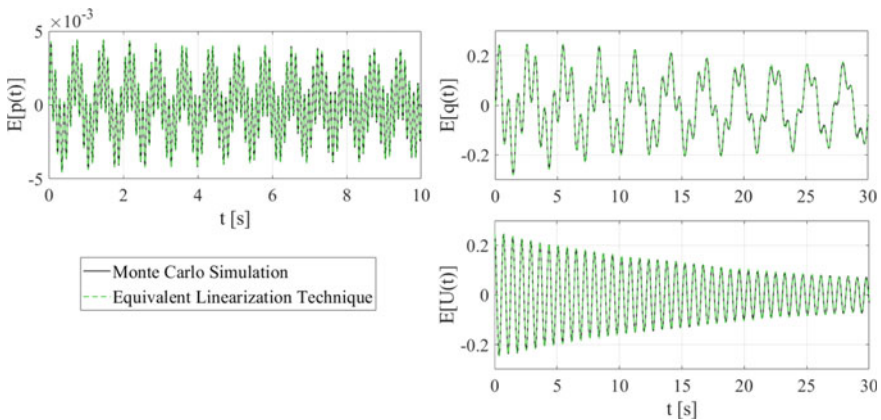 ×10⁻³
5
0
-5
E[p(t)]
0 2 4 6 8 10
t [s]
0.2
0
-0.2
E[q(t)]
0 5 10 15 20 25 30
Monte Carlo Simulation
Equivalent Linearization Technique
0.2
0
-0.2
E[U(t)]
0 5 10 15 20 25 30
t [s]